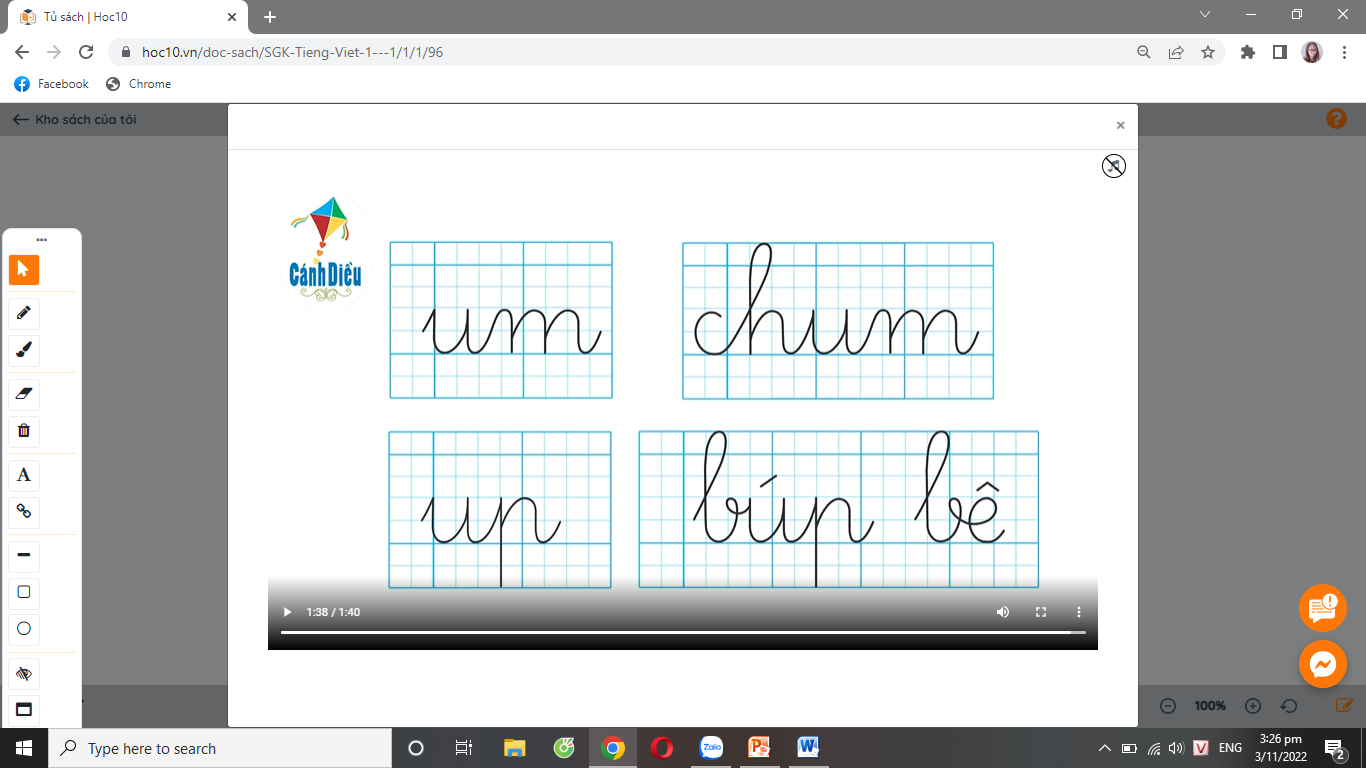 Tủ sách | Hoc10
hoc10.vn/doc-sach/SGK-Tieng-Viet-1---1/1/1/96
Facebook
Chrome
Kho sách của tôi
Cánh Diều
um
chum
up
búp bê
1:38 / 1:40
A
100%
Type here to search
Zalo
V
ENG
3:26 pm
3/11/2022
2